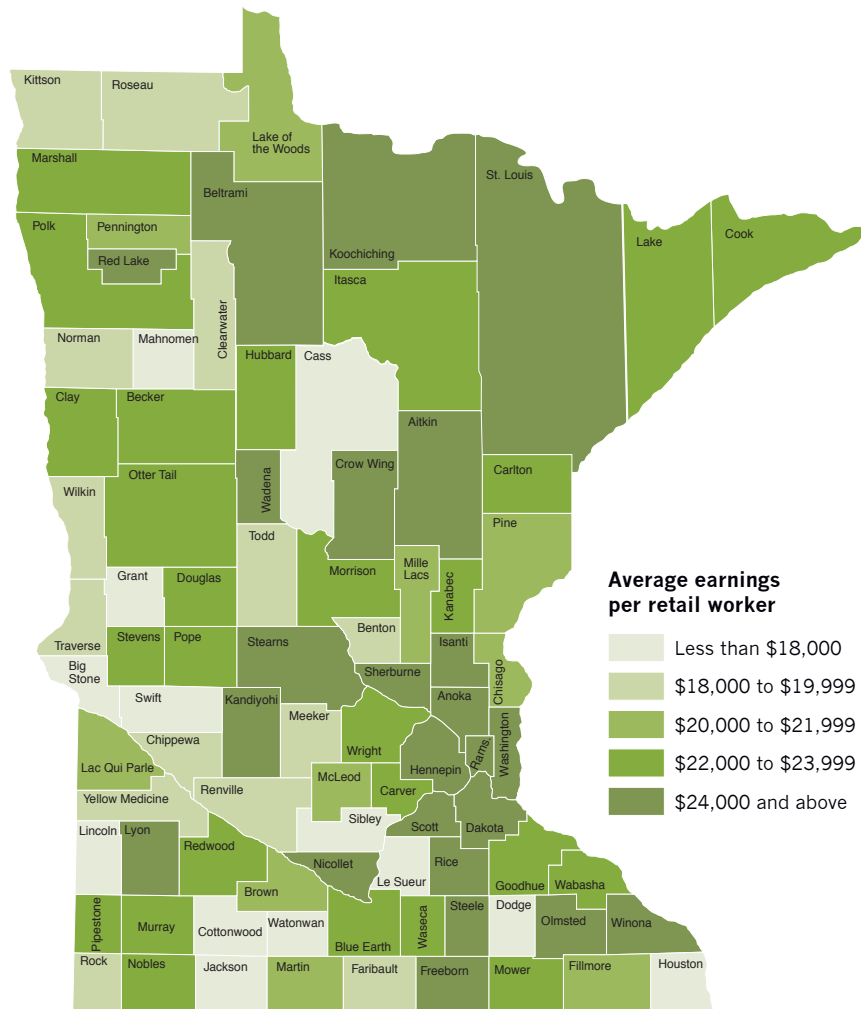 Kittson
Roseau
Lake of
the Woods
Marshall
Beltrami
St. Louis
Polk
Pennington
Red Lake
Koochiching
Lake
Cook
Itasca
Clearwater
Norman
Mahnomen
Hubbard
Cass
Clay
Becker
Aitkin
Otter Tail
Wadena
Crow Wing
Carlton
Wilkin
Pine
Todd
Grant
Douglas
Morrison
Mille
Lacs
Kanabec
Average earnings
per retail worker
Less than $18,000
$18,000 to $19,999
$20,000 to $21,999
$22,000 to $23,999
$24,000 and above
Traverse
Stevens
Pope
Stearns
Benton
Isanti
Chisago
Big
Stone
Sherburne
Swift
Kandiyohi
Meeker
Anoka
Washington
Chippewa
Wright
Rams.
Lac Qui Parle
Hennepin
McLeod
Carver
Renville
Yellow Medicine
Sibley
Lincoln
Lyon
Scott
Dakota
Redwood
Nicollet
Rice
Le Sueur
Brown
Goodhue
Wabasha
Pipestone
Murray
Cottonwood
Watonwan
Blue Earth
Waseca
Steele
Dodge
Olmsted
Winona
Rock
Nobles
Jackson
Martin
Faribault
Freeborn
Mower
Fillmore
Houston